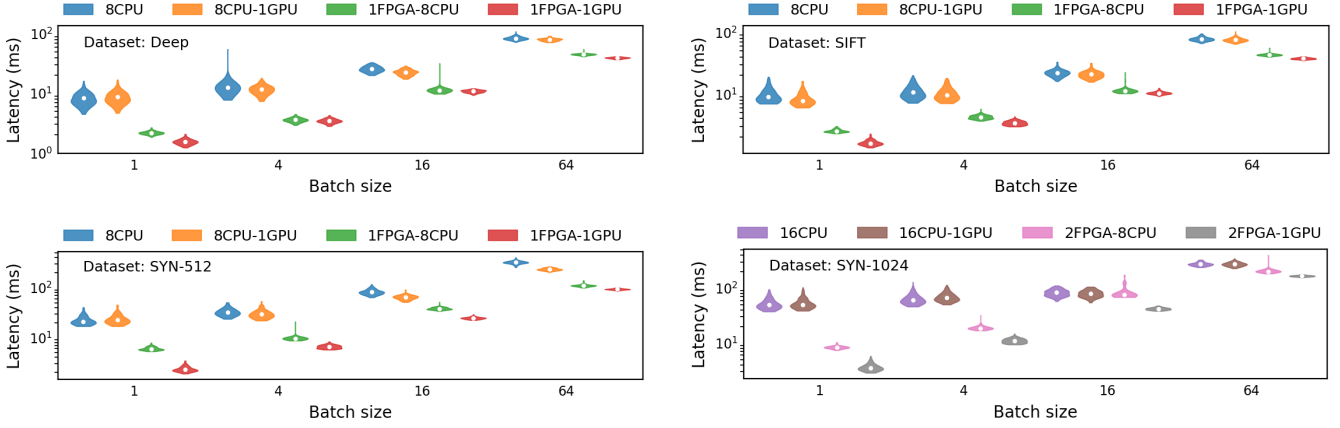 8CPU 8CPU-1GPU 1FPGA-8CPU 1FPGA-1GPU
Dataset: Deep
Latency (ms)
10²
10¹
10⁰
1 4 16 64
Batch size
8CPU 8CPU-1GPU 1FPGA-8CPU 1FPGA-1GPU
Dataset: SIFT
Latency (ms)
10²
10¹
1 4 16 64
Batch size
8CPU 8CPU-1GPU 1FPGA-8CPU 1FPGA-1GPU
Dataset: SYN-512
Latency (ms)
10²
10¹
1 4 16 64
Batch size
16CPU 16CPU-1GPU 2FPGA-8CPU 2FPGA-1GPU
Dataset: SYN-1024
Latency (ms)
10²
10¹
1 4 16 64
Batch size